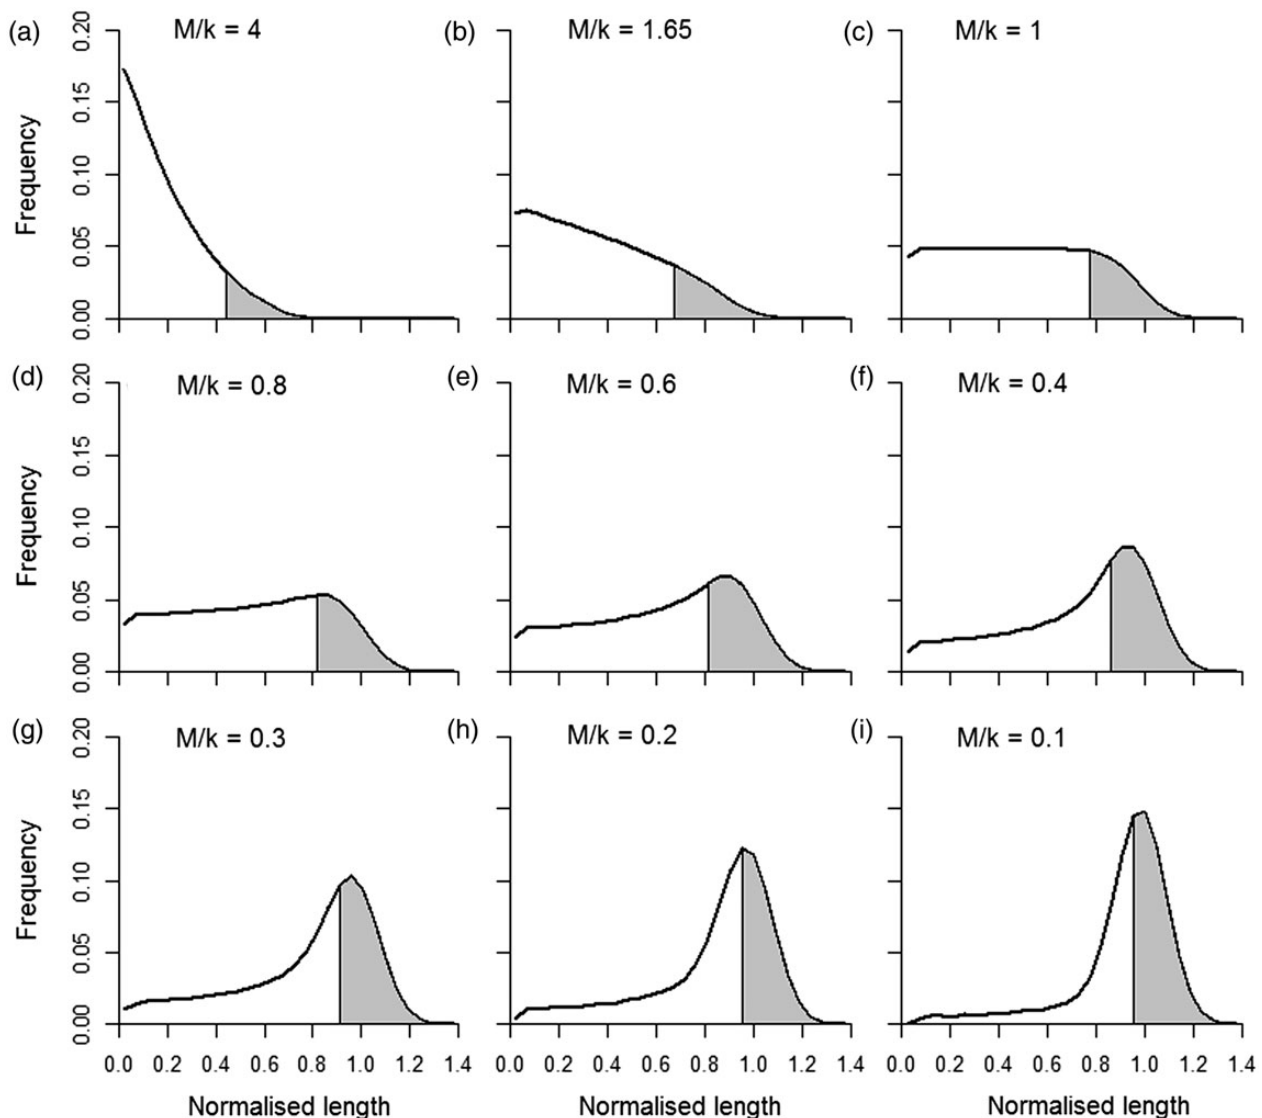 (a) M/k = 4 (b) M/k = 1.65 (c) M/k = 1
Frequency
0.20
0.15
0.10
0.05
0.00
(d) M/k = 0.8 (e) M/k = 0.6 (f) M/k = 0.4
Frequency
0.20
0.15
0.10
0.05
0.00
(g) M/k = 0.3 (h) M/k = 0.2 (i) M/k = 0.1
Frequency
0.20
0.15
0.10
0.05
0.00
0.0 0.2 0.4 0.6 0.8 1.0 1.2 1.4 0.0 0.2 0.4 0.6 0.8 1.0 1.2 1.4 0.0 0.2 0.4 0.6 0.8 1.0 1.2 1.4
Normalised length Normalised length Normalised length